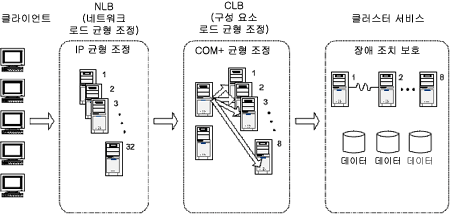 클라이언트
NLB
(네트워크
로드 균형 조정)
CLB
(구성 요소
로드 균형 조정)
클러스터 서비스
IP 균형 조정
1
2
3
32
COM+ 균형 조정
1
2
3
8
장애 조치 보호
1
2
8
데이터
데이터
데이터